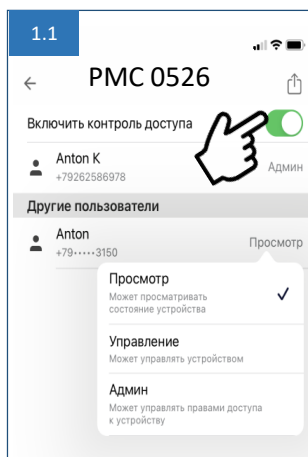 1.1
PMC 0526
Включить контроль доступа
Anton K
+79262586978
Админ
Другие пользователи
Anton
+79·····3150
Просмотр
Просмотр
Может просматривать
состояние устройства
Управление
Может управлять устройством
Админ
Может управлять правами доступа
к устройству